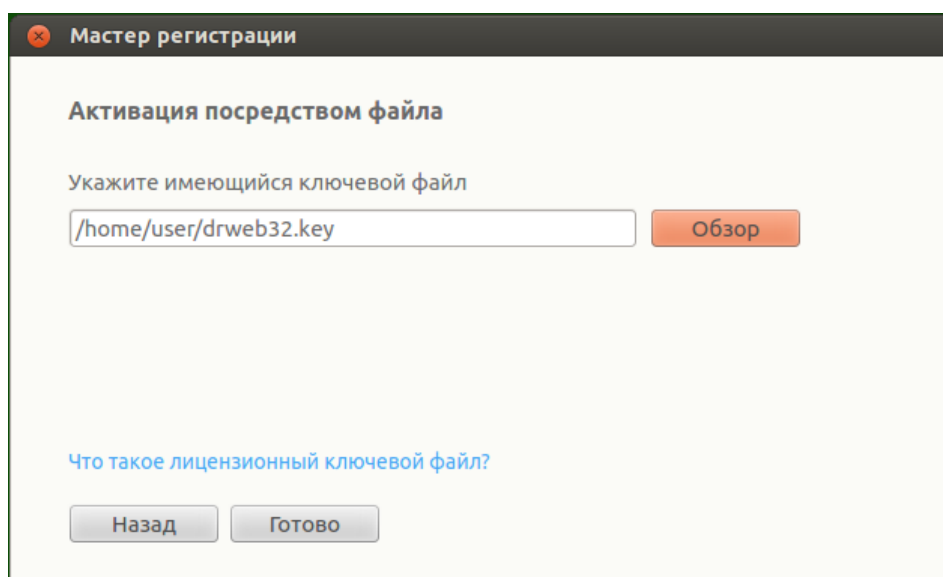 Мастер регистрации
Активация посредством файла
Укажите имеющийся ключевой файл
/home/user/drweb32.key
Обзор
Что такое лицензионный ключевой файл?
Назад
Готово